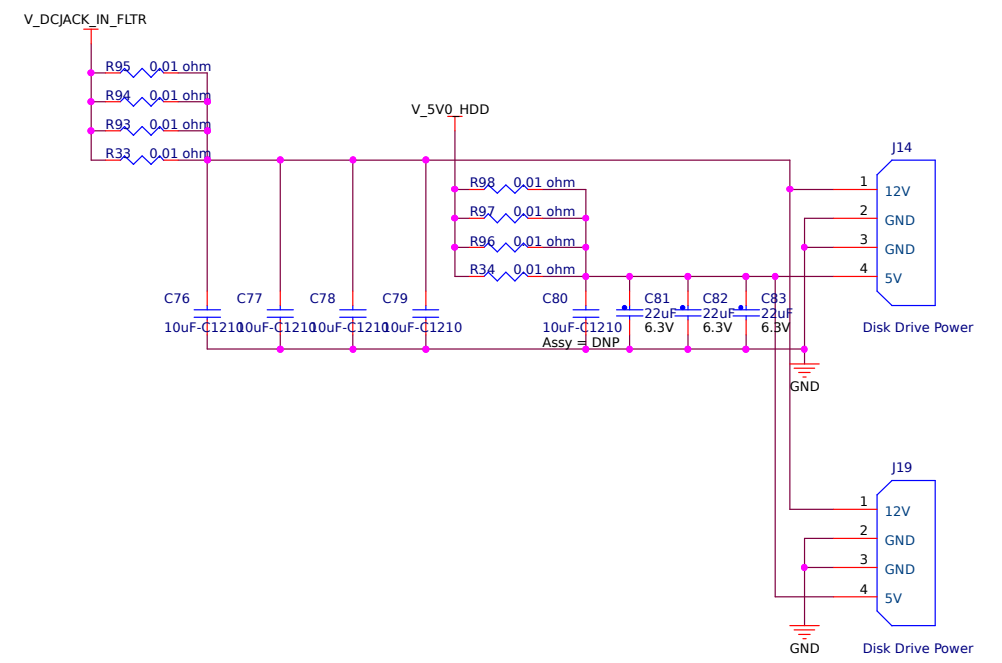 V_DCJACK_IN_FLTR
R95 0.01 ohm
R94 0.01 ohm
R93 0.01 ohm
R33 0.01 ohm
V_5V0_HDD
R98 0.01 ohm
R97 0.01 ohm
R96 0.01 ohm
R34 0.01 ohm
J14
1 12V
2 GND
3 GND
4 5V
Disk Drive Power
C76
10uF-C1210
C77
10uF-C1210
C78
10uF-C1210
C79
10uF-C1210
C80
10uF-C1210
Assy = DNP
C81
22uF
6.3V
C82
22uF
6.3V
C83
22uF
6.3V
GND
J19
1 12V
2 GND
3 GND
4 5V
GND
Disk Drive Power